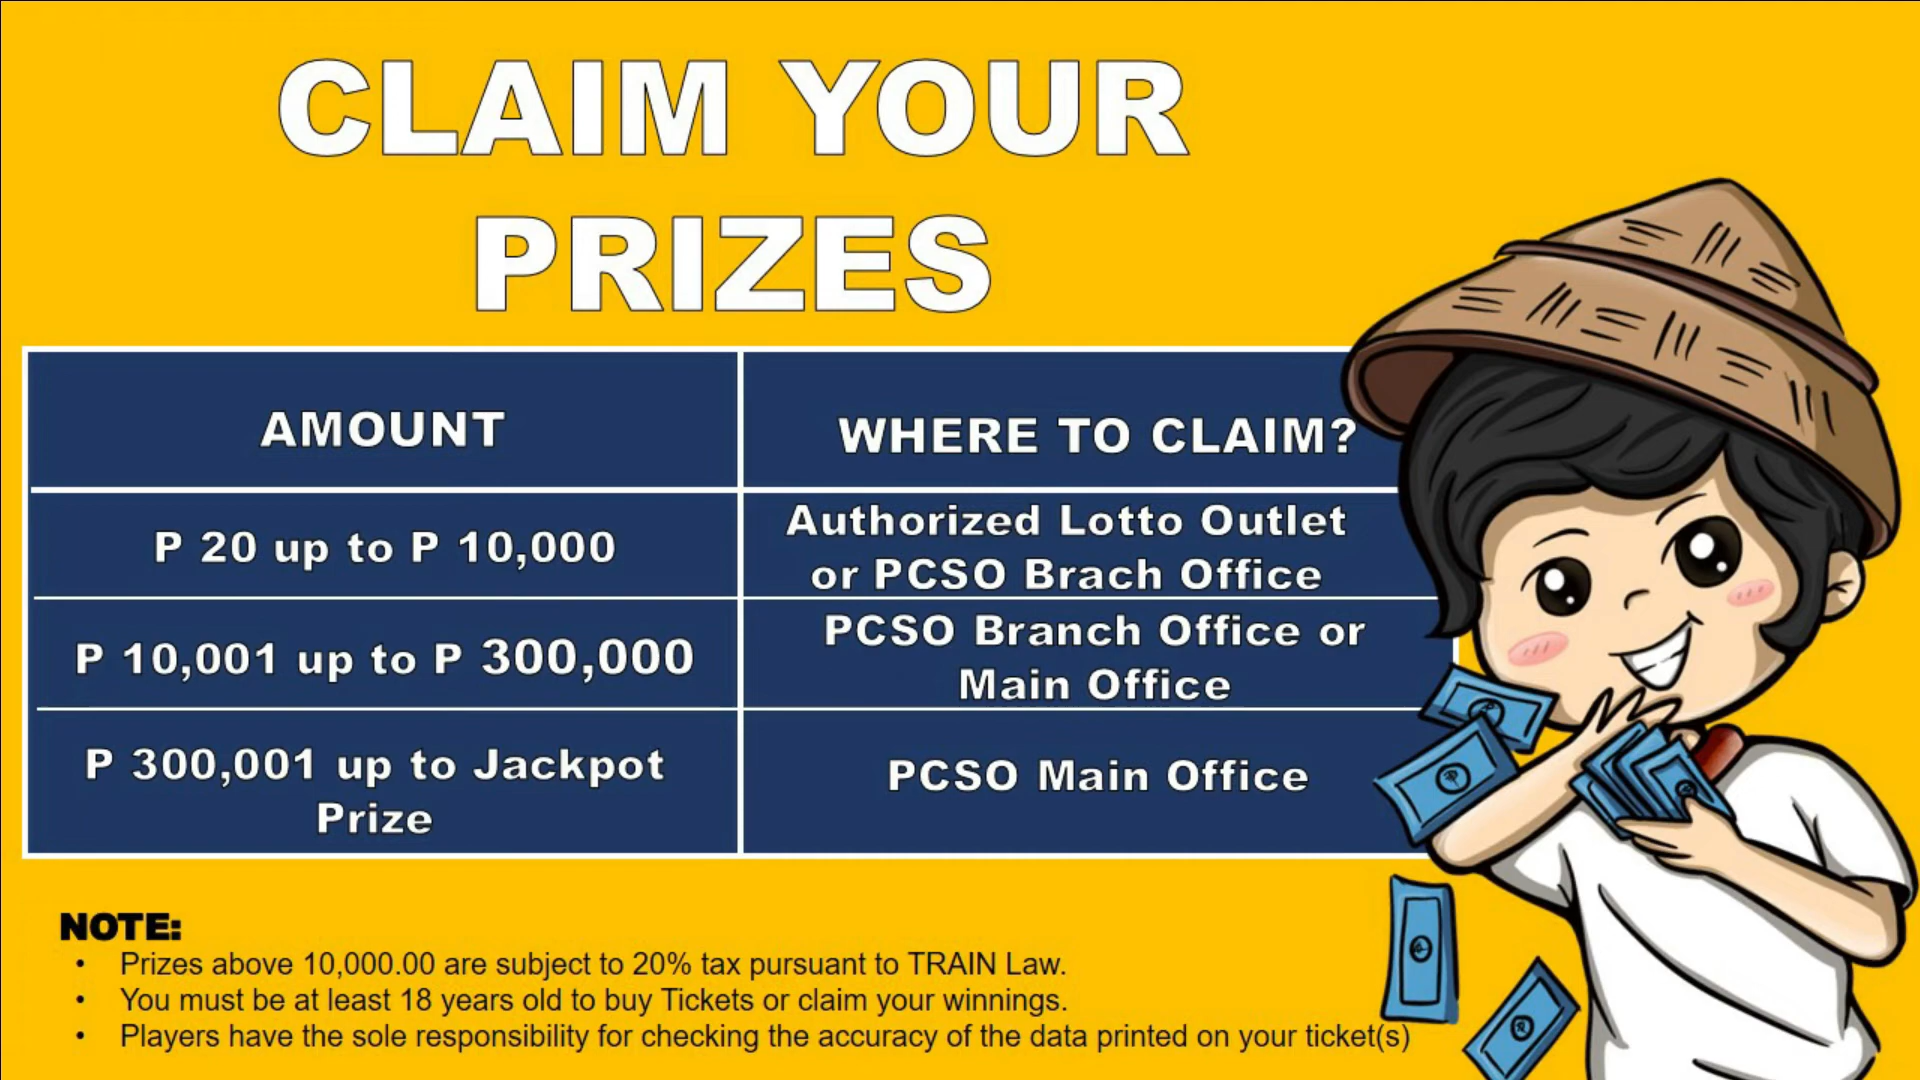 CLAIM YOUR
PRIZES
AMOUNT
WHERE TO CLAIM?
P 20 up to P 10,000
Authorized Lotto Outlet
or PCSO Brach Office
P 10,001 up to P 300,000
PCSO Branch Office or
Main Office
P 300,001 up to Jackpot
Prize
PCSO Main Office
NOTE:
• Prizes above 10,000.00 are subject to 20% tax pursuant to TRAIN Law.
• You must be at least 18 years old to buy Tickets or claim your winnings.
• Players have the sole responsibility for checking the accuracy of the data printed on your ticket(s)